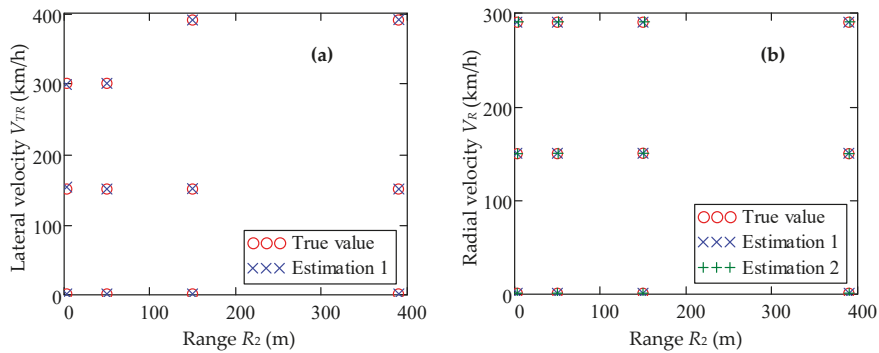 (a)
Lateral velocity VTR (km/h)
400
300
200
100
0
0
100
200
300
400
Range R2 (m)
True value
Estimation 1
(b)
Radial velocity VR (km/h)
300
200
100
0
0
100
200
300
400
Range R2 (m)
True value
Estimation 1
Estimation 2